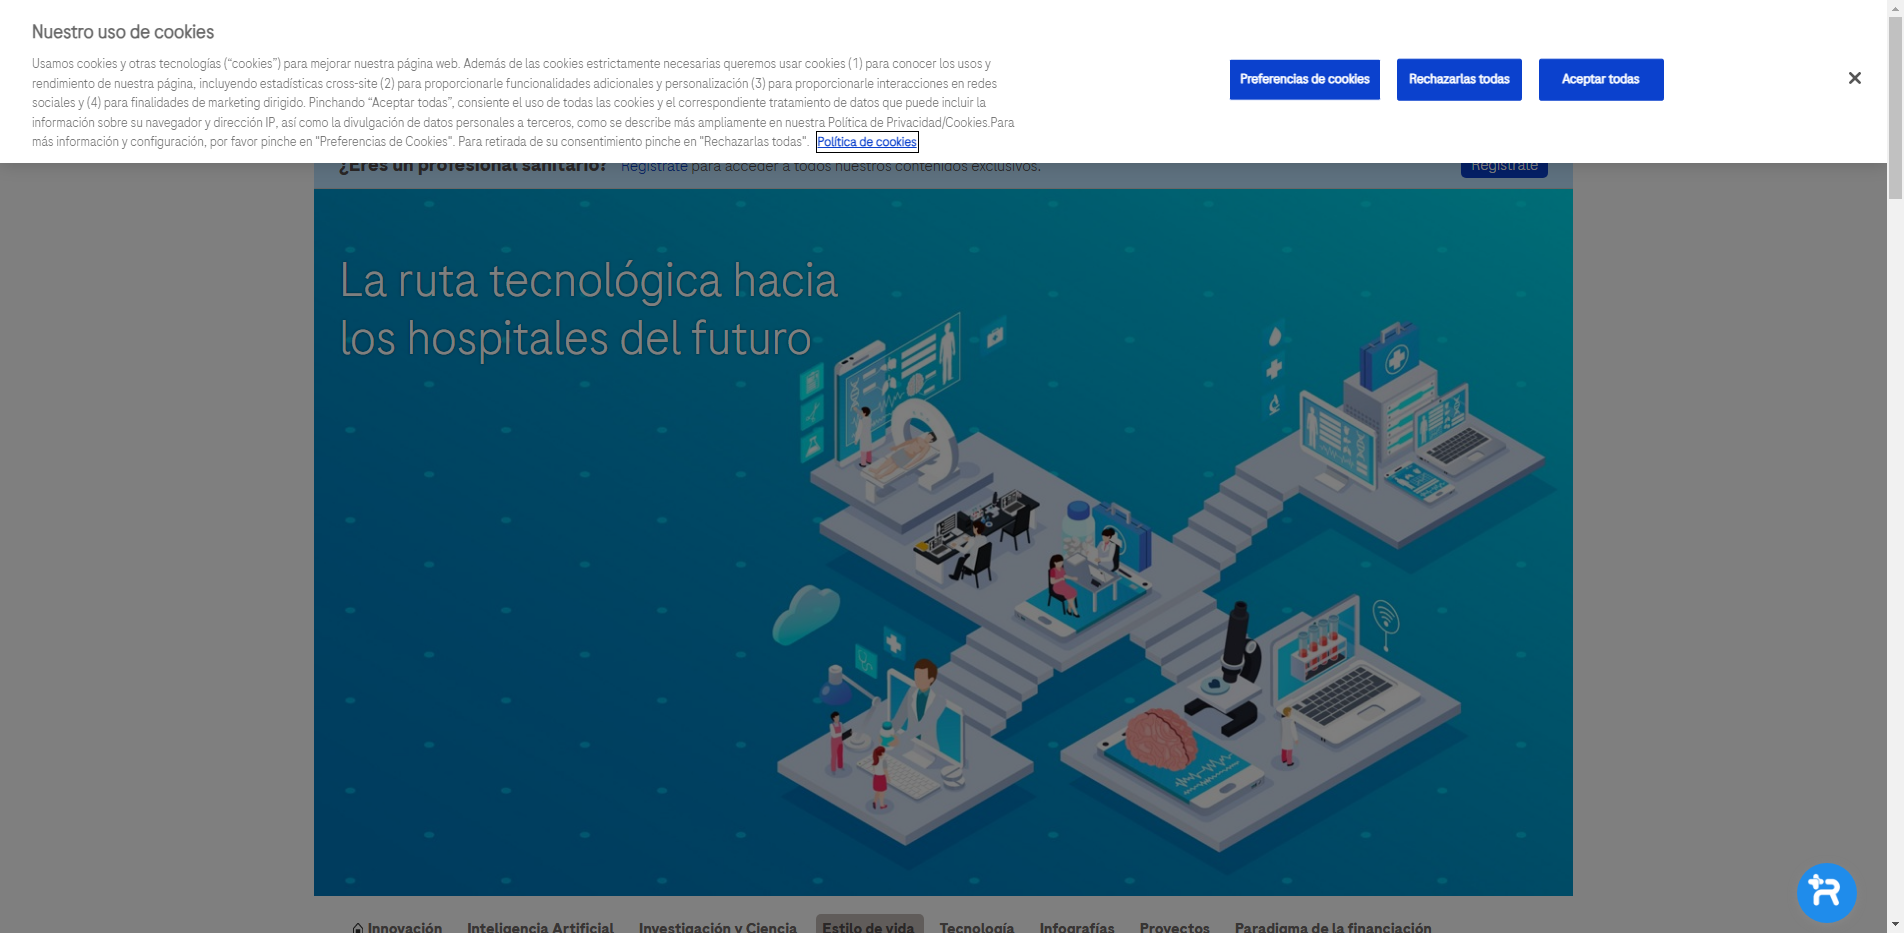 Nuestro uso de cookies
Usamos cookies y otras tecnologías (“cookies”) para mejorar nuestra página web. Además de las cookies estrictamente necesarias queremos usar cookies (1) para conocer los usos y
rendimiento de nuestra página, incluyendo estadísticas cross-site (2) para proporcionarle funcionalidades adicionales y personalización (3) para proporcionarle interacciones en redes
sociales y (4) para finalidades de marketing dirigido. Pinchando “Aceptar todas”, consiente el uso de todas las cookies y el correspondiente tratamiento de datos que puede incluir la
información sobre su navegador y dirección IP, así como la divulgación de datos personales a terceros, como se describe más ampliamente en nuestra Política de Privacidad/Cookies.Para
más información y configuración, por favor pinche en "Preferencias de Cookies". Para retirada de su consentimiento pinche en "Rechazarlas todas". Política de cookies
Preferencias de cookies Rechazarlas todas Aceptar todas
¿Eres un profesional sanitario? Regístrate para acceder a todos nuestros contenidos exclusivos. Regístrate
La ruta tecnológica hacia
los hospitales del futuro
Innovación Inteligencia Artificial Investigación y Ciencia Estilo de vida Tecnología Infografías Proyectos Paradigma de la financiación